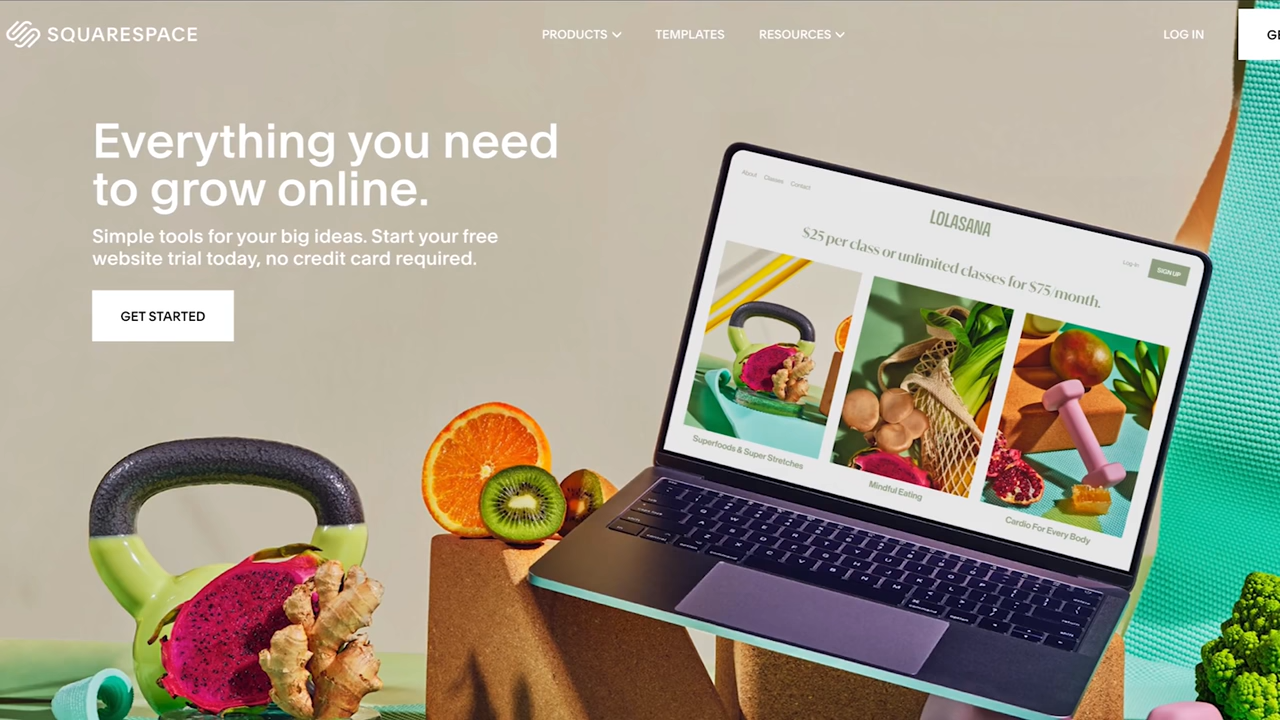 SQUARESPACE
PRODUCTS
TEMPLATES
RESOURCES
LOG IN
GE
Everything you need
to grow online.
Simple tools for your big ideas. Start your free
website trial today, no credit card required.
GET STARTED
About
Classes
Contact
LOLASANA
Log-in
SIGN UP
$25 per class or unlimited classes for $75/month.
Superfoods & Super Stretches
Mindful Eating
Cardio For Every Body